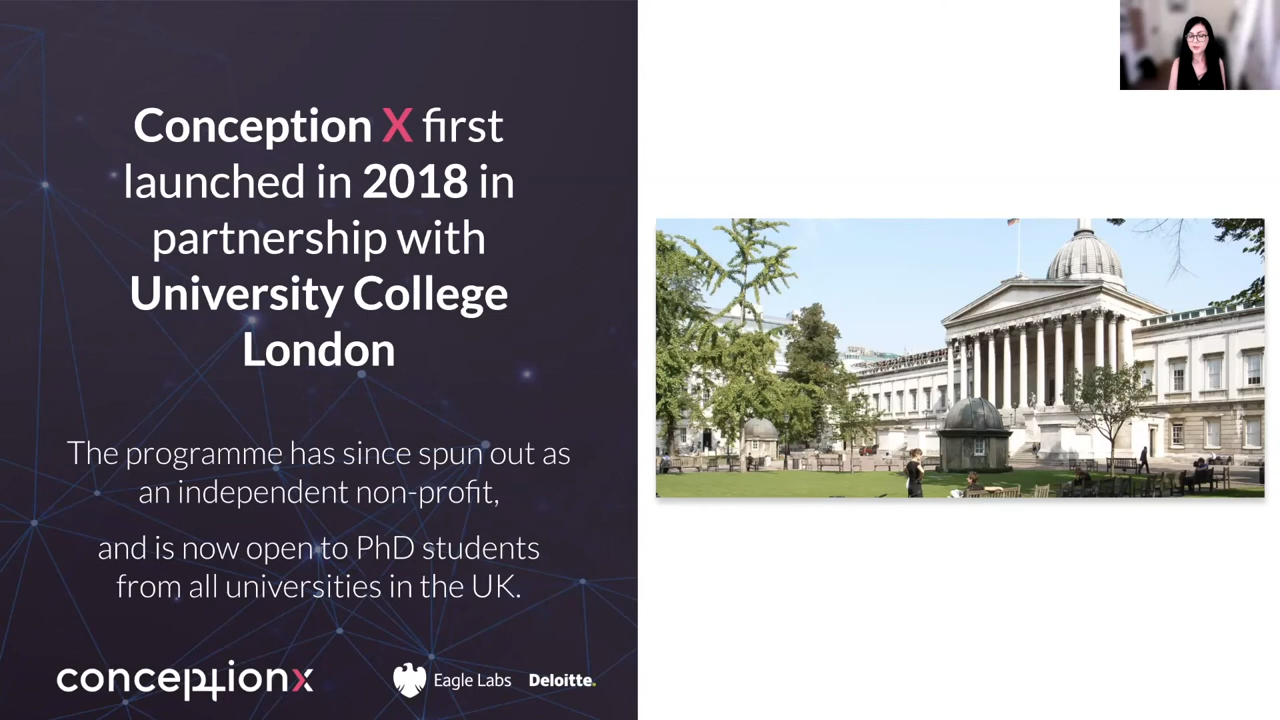 Conception X first
launched in 2018 in
partnership with
University College
London
The programme has since spun out as
an independent non-profit,
and is now open to PhD students
from all universities in the UK.
conceptionx
Eagle Labs
Deloitte.